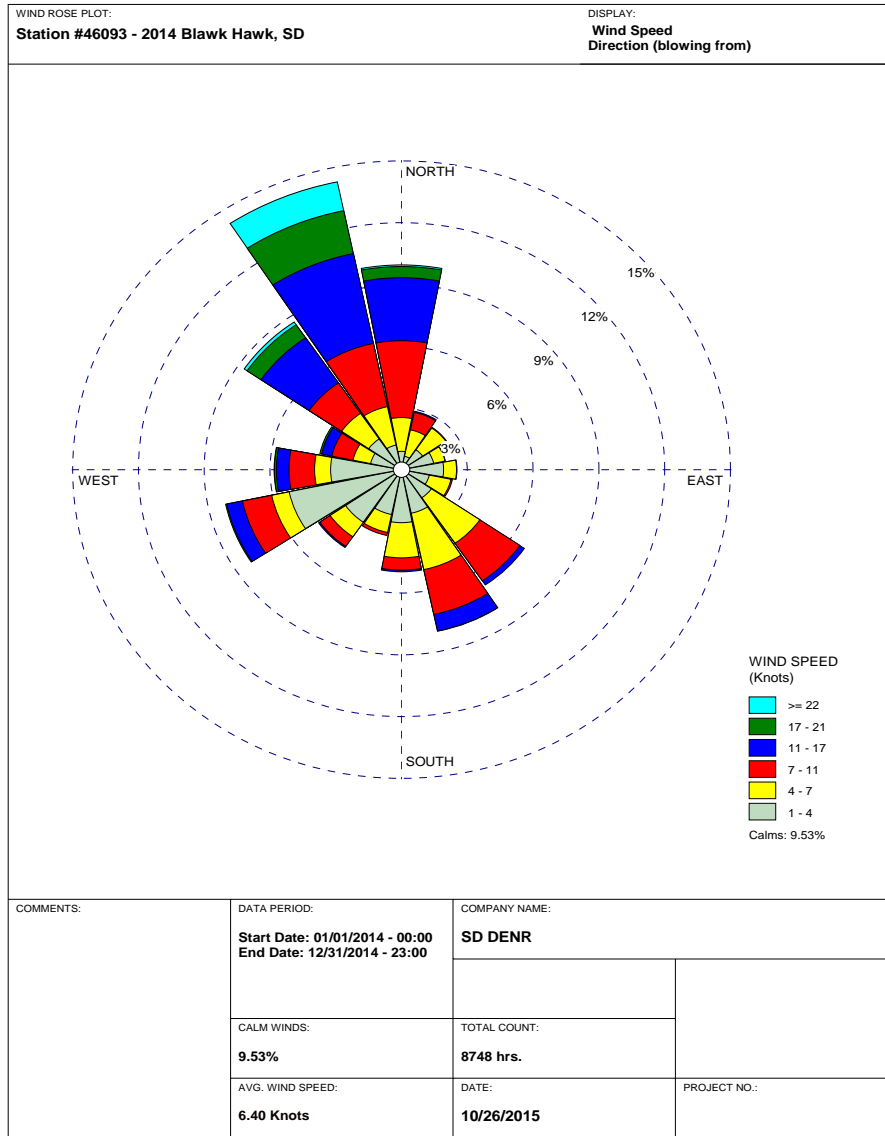 WIND ROSE PLOT:
Station #46093 - 2014 Blawk Hawk, SD
DISPLAY:
Wind Speed
Direction (blowing from)
NORTH
15%
12%
9%
6%
3%
WEST
EAST
SOUTH
WIND SPEED
(Knots)
>= 22
17 - 21
11 - 17
7 - 11
4 - 7
1 - 4
Calms: 9.53%
COMMENTS:
DATA PERIOD:
Start Date: 01/01/2014 - 00:00
End Date: 12/31/2014 - 23:00
COMPANY NAME:
SD DENR
CALM WINDS:
9.53%
TOTAL COUNT:
8748 hrs.
AVG. WIND SPEED:
6.40 Knots
DATE:
10/26/2015
PROJECT NO.: